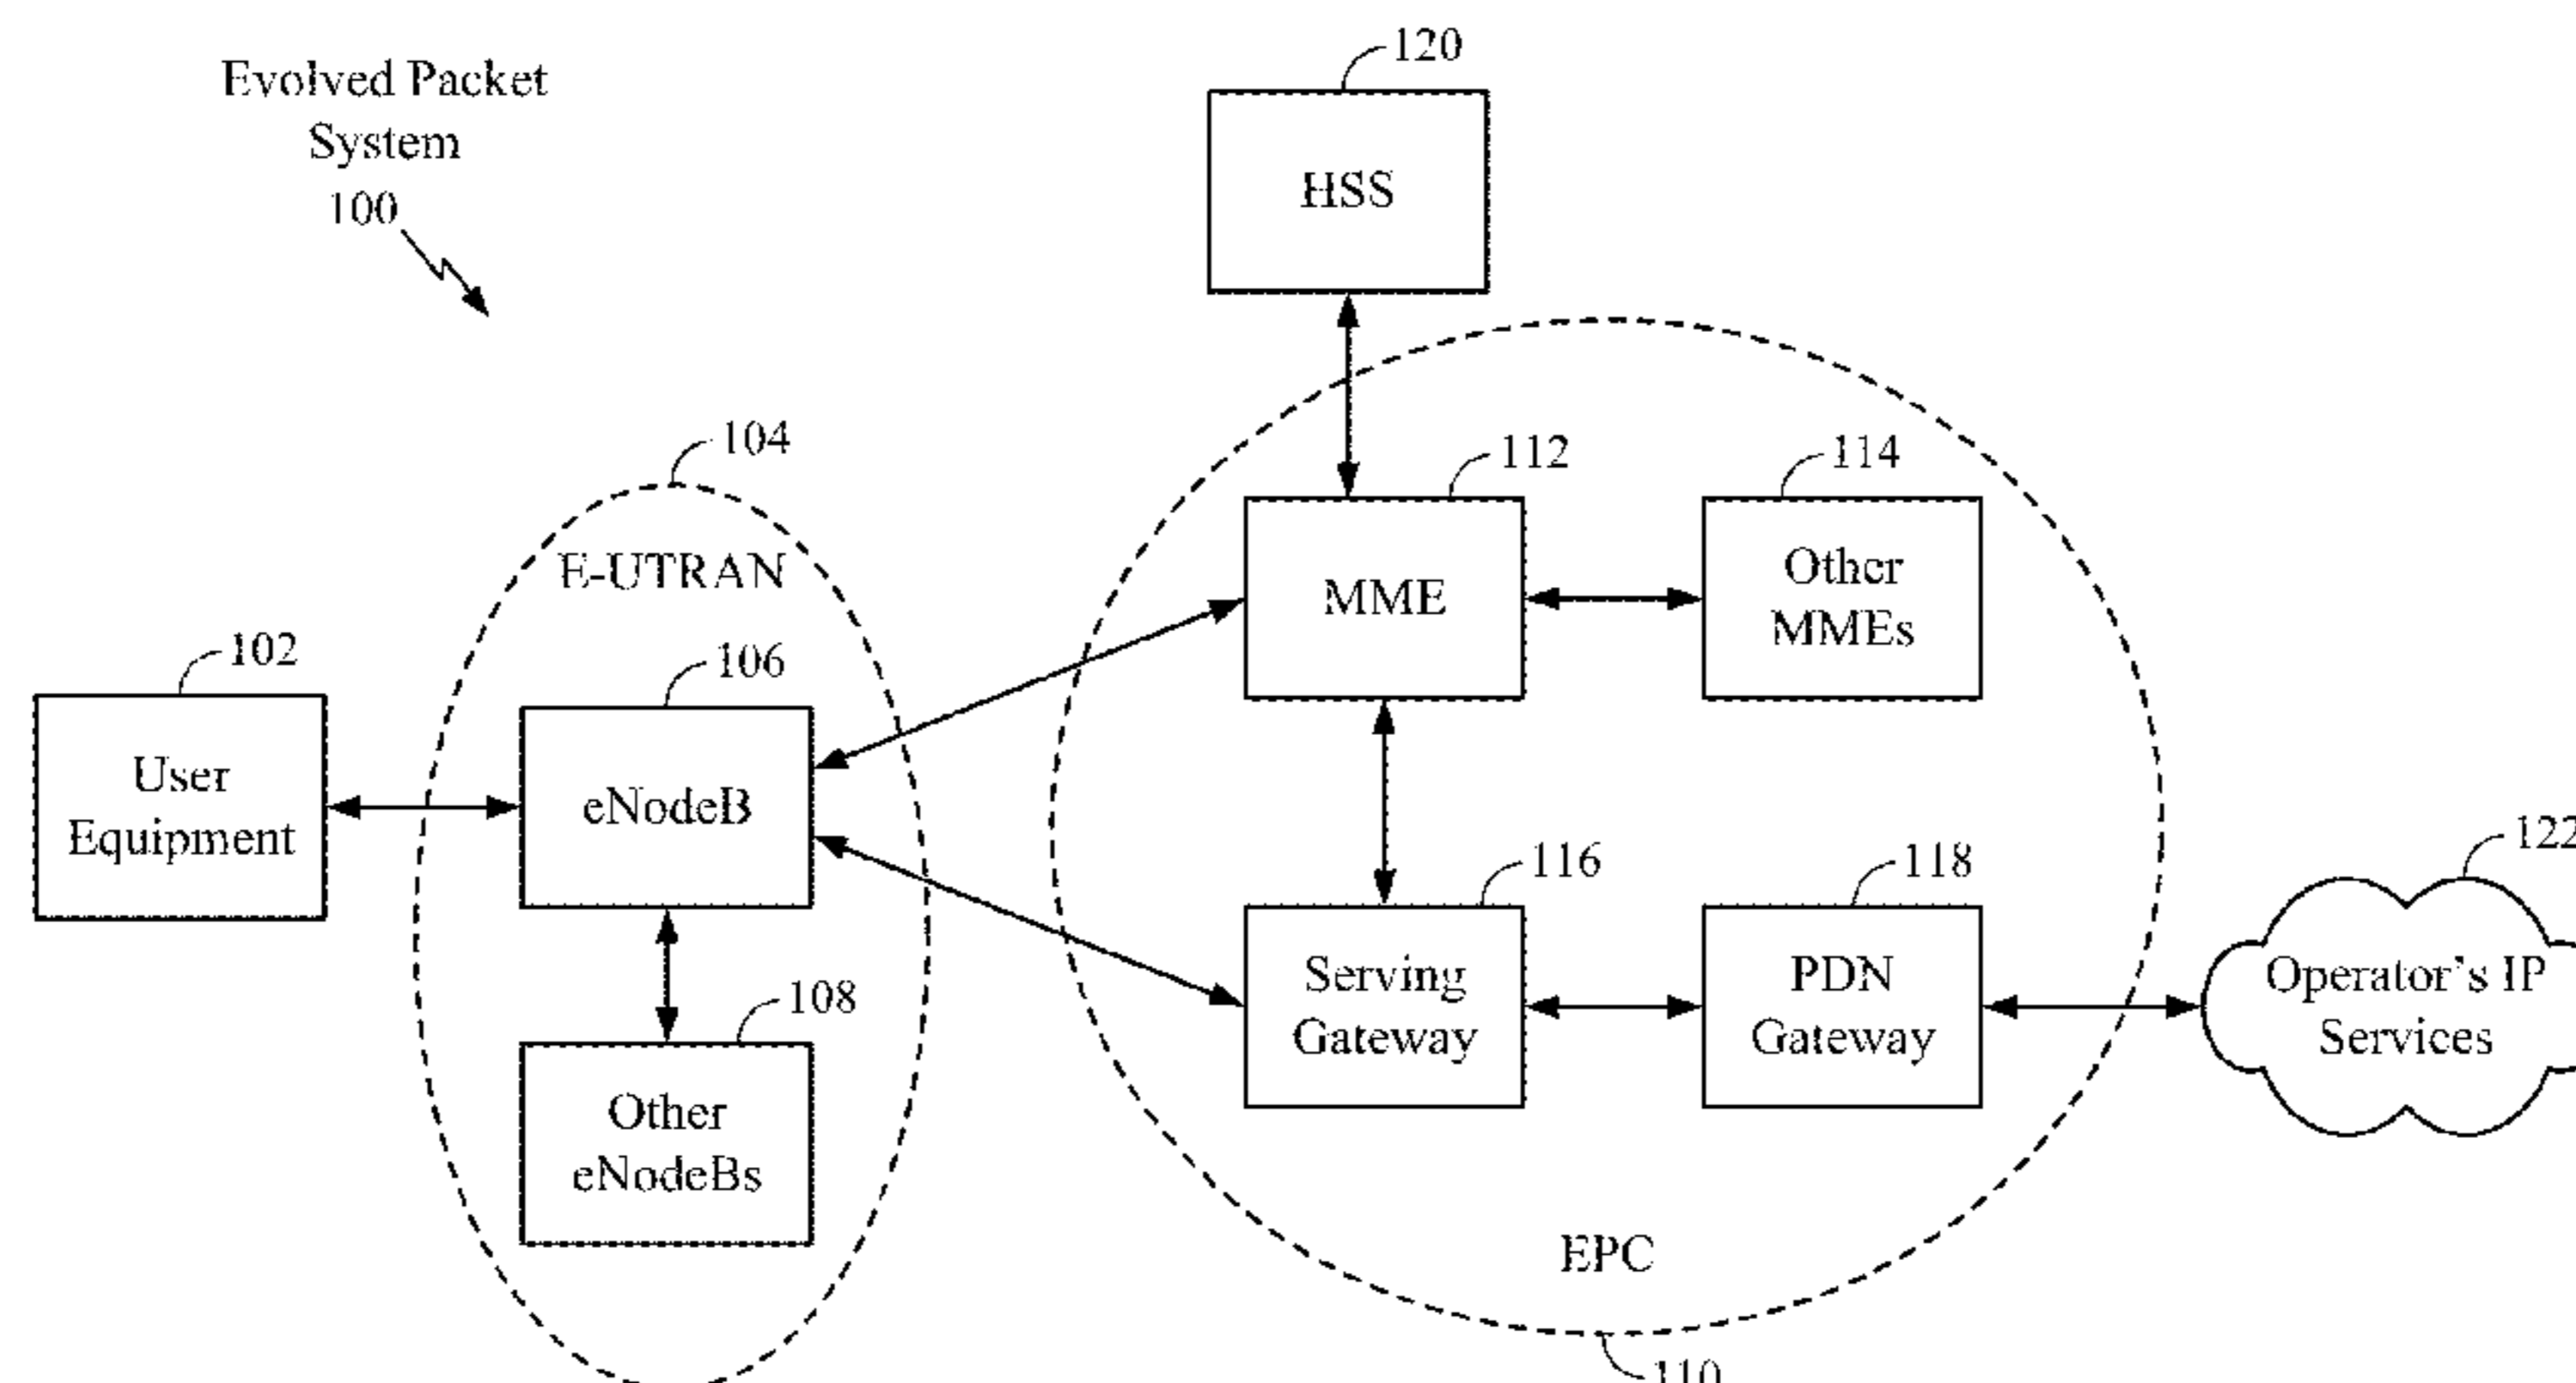 Evolved Packet
System
100
120
HSS
104
E-UTRAN
112
MME
114
Other
MMEs
102
User
Equipment
106
eNodeB
108
Other
eNodeBs
116
Serving
Gateway
118
PDN
Gateway
122
Operator's IP
Services
EPC
110